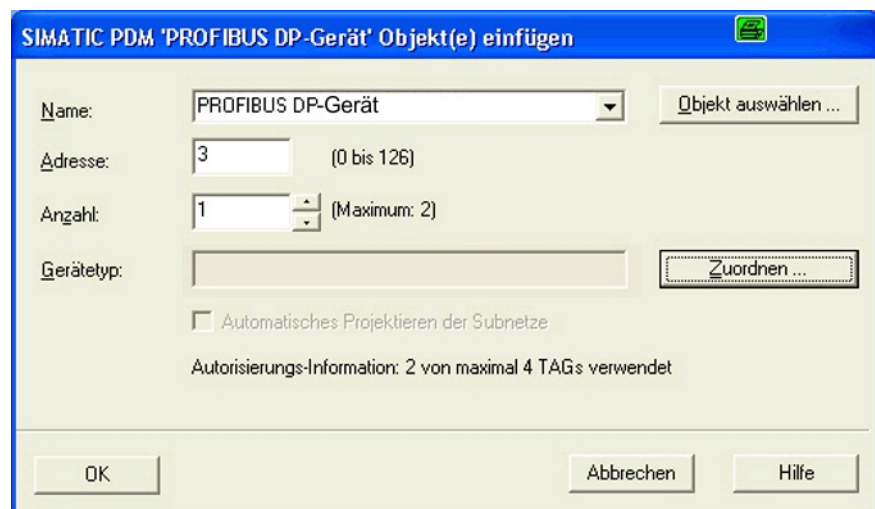 SIMATIC PDM 'PROFIBUS DP-Gerät' Objekt(e) einfügen
Name: PROFIBUS DP-Gerät Objekt auswählen ...
Adresse: 3 (0 bis 126)
Anzahl: 1 (Maximum: 2)
Gerätetyp: Zuordnen ...
Automatisches Projektieren der Subnetze
Autorisierungs-Information: 2 von maximal 4 TAGs verwendet
OK Abbrechen Hilfe